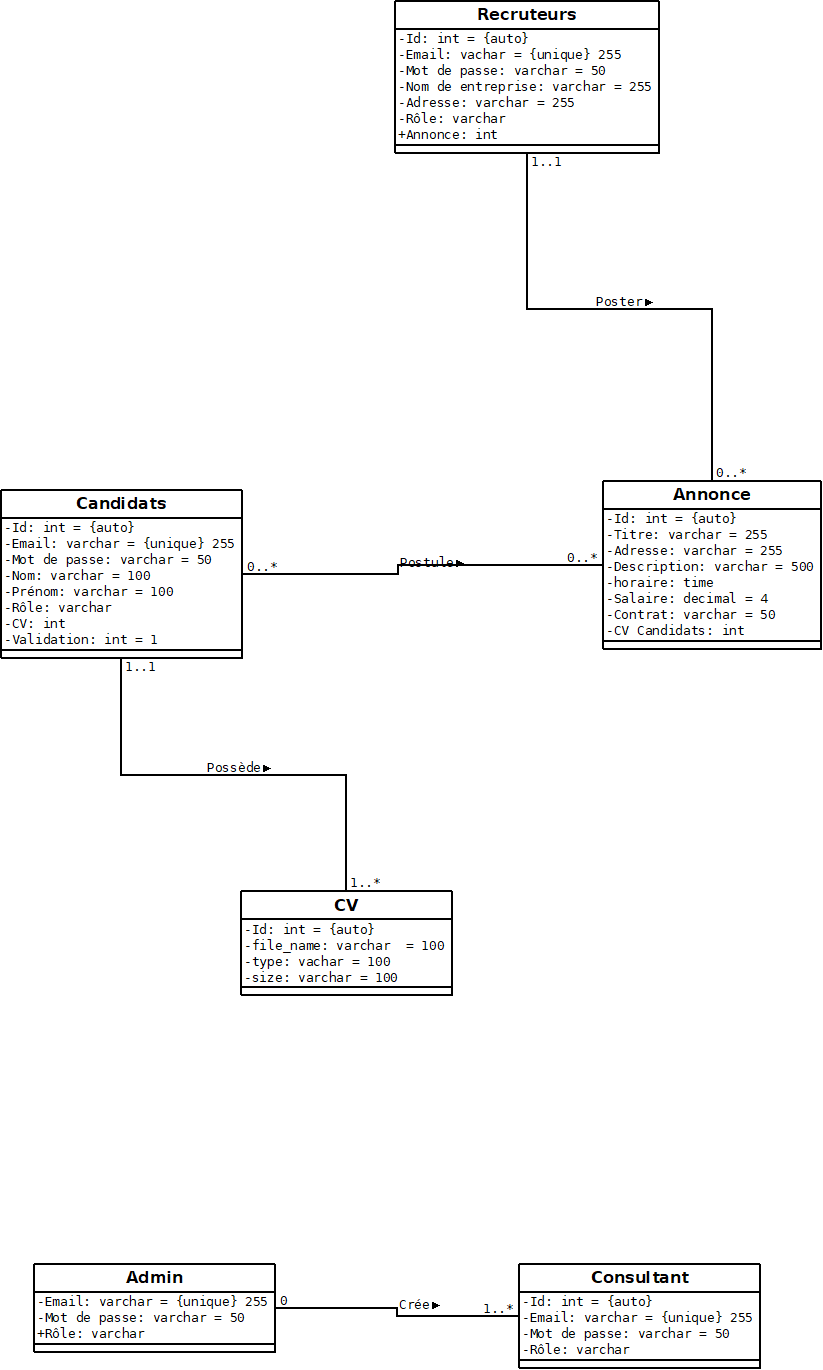 Recruteurs
-Id: int = {auto}
-Email: vachar = {unique} 255
-Mot de passe: varchar = 50
-Nom de entreprise: varchar = 255
-Adresse: varchar = 255
-Rôle: varchar
+Annonce: int
1..1
Poster►
0..*
Annonce
-Id: int = {auto}
-Titre: varchar = 255
-Adresse: varchar = 255
-Description: varchar = 500
-horaire: time
-Salaire: decimal = 4
-Contrat: varchar = 50
-CV Candidats: int
Candidats
-Id: int = {auto}
-Email: varchar = {unique} 255
-Mot de passe: varchar = 50
-Nom: varchar = 100
-Prénom: varchar = 100
-Rôle: varchar
-CV: int
-Validation: int = 1
0..*
Postule►
0..*
1..1
Possède►
1..*
CV
-Id: int = {auto}
-file_name: varchar  = 100
-type: vachar = 100
-size: varchar = 100
Admin
-Email: varchar = {unique} 255
-Mot de passe: varchar = 50
+Rôle: varchar
0
Crée►
1..*
Consultant
-Id: int = {auto}
-Email: varchar = {unique} 255
-Mot de passe: varchar = 50
-Rôle: varchar